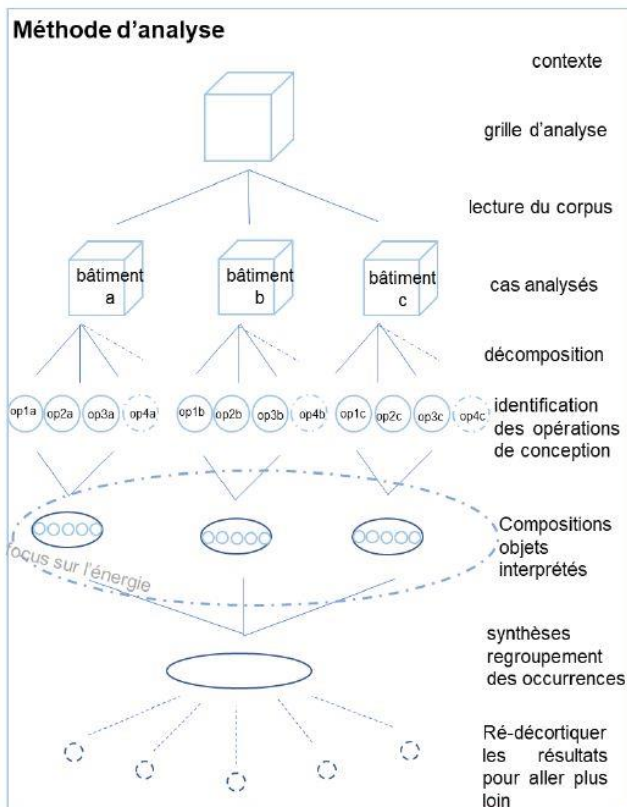 Méthode d'analyse
contexte
grille d'analyse
lecture du corpus
bâtiment
a
bâtiment
b
bâtiment
c
cas analysés
décomposition
op1a op2a op3a op4a op1b op2b op3b op4b op1c op2c op3c op4c
identification
des opérations
de conception
focus sur l'énergie
Compositions
objets
interprétés
synthèses
regroupement
des occurrences
Ré-décortiquer
les résultats
pour aller plus
loin